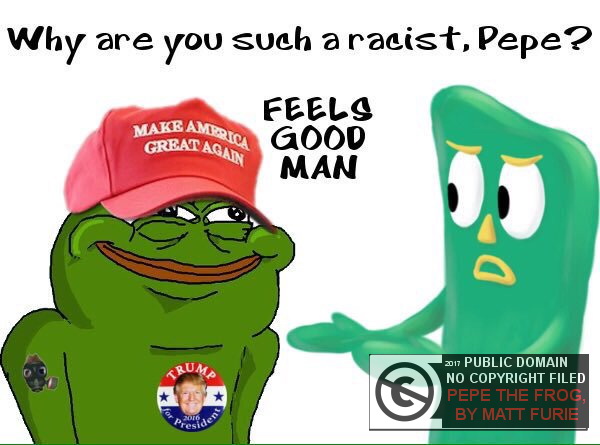 Why are you such a racist, Pepe?
FEELS
GOOD
MAN
MAKE AMERICA
GREAT AGAIN
TRUMP
2016
for President
2017 PUBLIC DOMAIN
NO COPYRIGHT FILED
PEPE THE FROG,
BY MATT FURIE